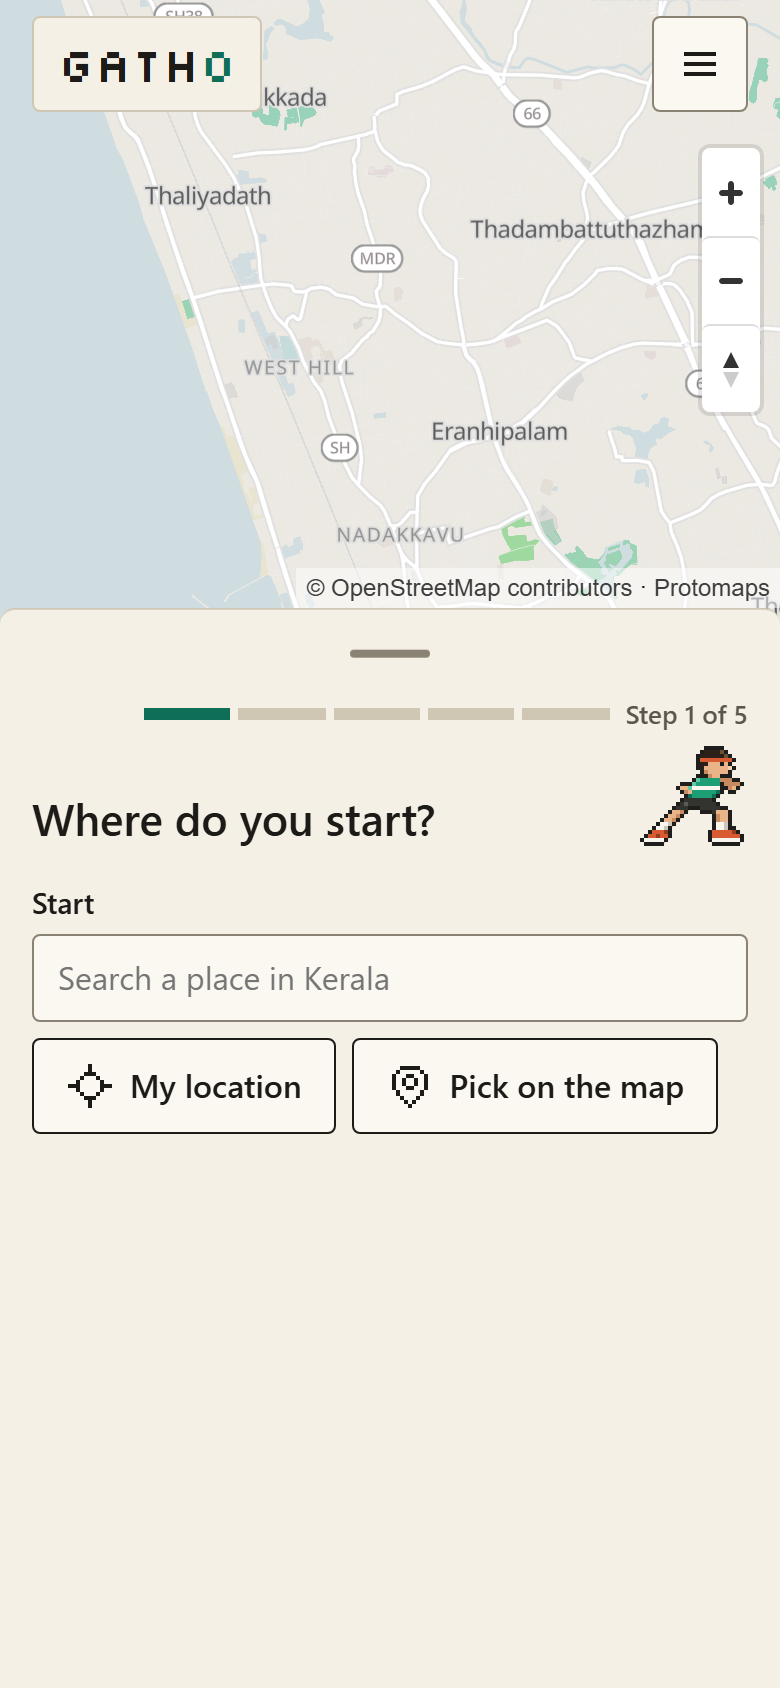 SH38
GATHO
kkada
66
Thaliyadath
Thadambattuthazham
MDR
WEST HILL
Eranhipalam
SH
NADAKKAVU
© OpenStreetMap contributors · Protomaps
Step 1 of 5
Where do you start?
Start
Search a place in Kerala
My location
Pick on the map